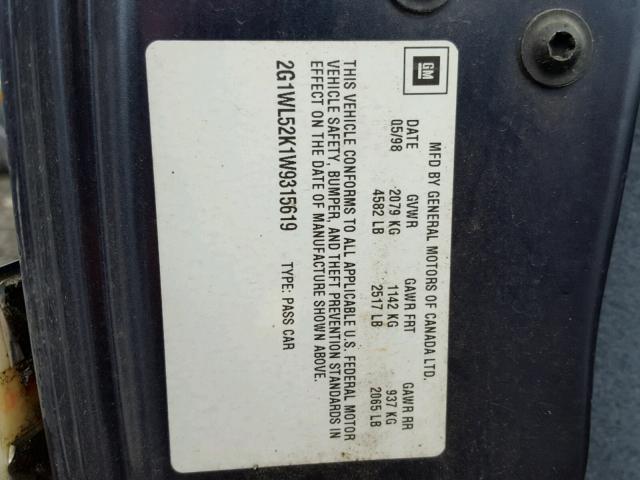 GM
MFD BY GENERAL MOTORS OF CANADA LTD.
DATE GVWR GAWR FRT GAWR RR
05/98 2079 KG 1142 KG 937 KG
4582 LB 2517 LB 2065 LB
THIS VEHICLE CONFORMS TO ALL APPLICABLE U.S. FEDERAL MOTOR
VEHICLE SAFETY, BUMPER, AND THEFT PREVENTION STANDARDS IN
EFFECT ON THE DATE OF MANUFACTURE SHOWN ABOVE.
2G1WL52K1W9315619 TYPE: PASS CAR